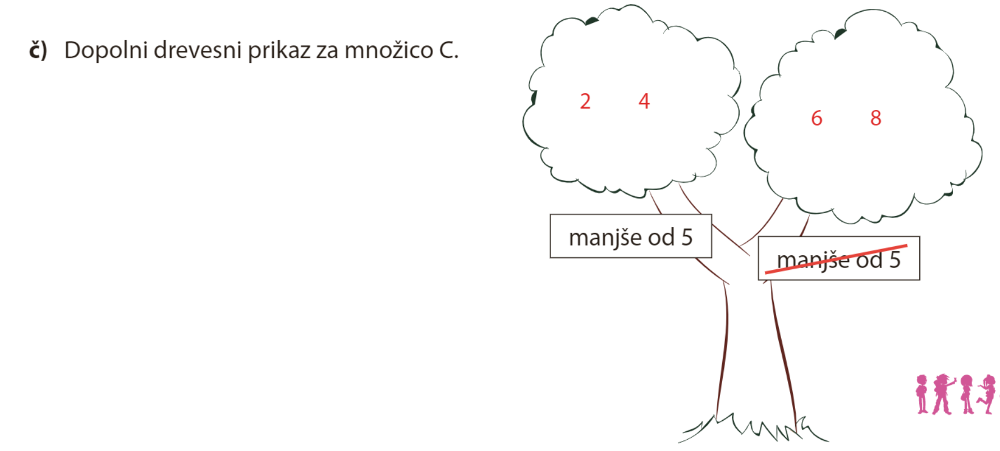 č) Dopolni drevesni prikaz za množico C.
2 4
6 8
manjše od 5
manjše od 5